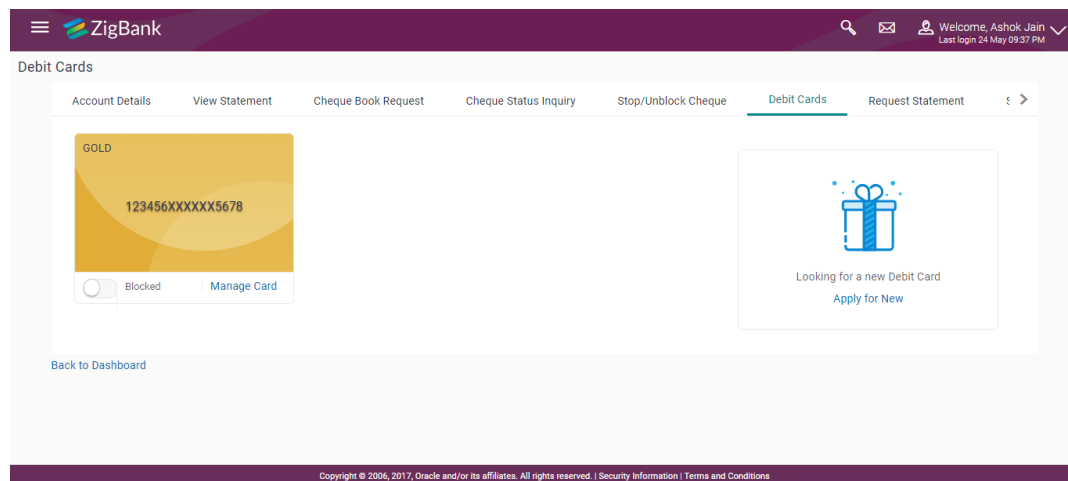 ZigBank
Welcome, Ashok Jain
Last login 24 May 09:37 PM
Debit Cards
Account Details View Statement Cheque Book Request Cheque Status Inquiry Stop/Unblock Cheque Debit Cards Request Statement
GOLD
123456XXXXXX5678
Blocked Manage Card
Looking for a new Debit Card
Apply for New
Back to Dashboard
Copyright © 2006, 2017, Oracle and/or its affiliates. All rights reserved. | Security Information | Terms and Conditions